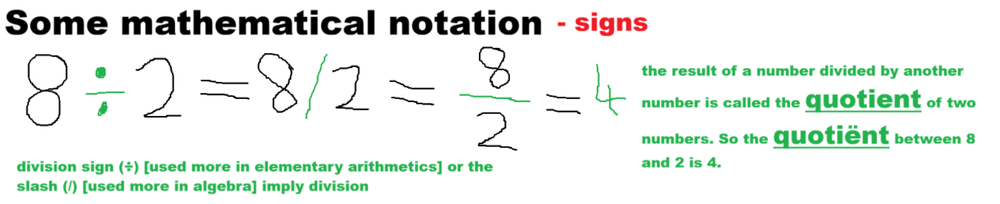 Some mathematical notation - signs
8 ÷ 2 = 8/2 = 8/2 = 4
the result of a number divided by another
number is called the quotient of two
numbers. So the quotiënt between 8
and 2 is 4.
division sign (÷) [used more in elementary arithmetics] or the
slash (/) [used more in algebra] imply division